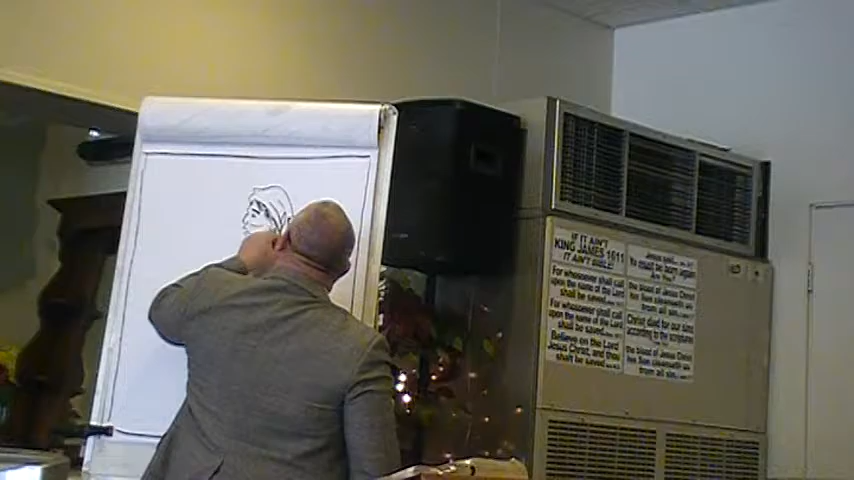 IF IT AIN'T
KING JAMES 1611
IT AIN'T BIBLE!
For whosoever shall call
upon the name of the Lord
shall be saved
For whosoever shall call
upon the name of the Lord
shall be saved
Believe on the Lord
Jesus Christ, and thou
shalt be saved
Jesus said
Ye must be born again
the blood of Jesus Christ
his Son cleanseth us
from all sin
Christ died for our sins
according to the scriptures
the blood of Jesus Christ
his Son cleanseth us
from all sin